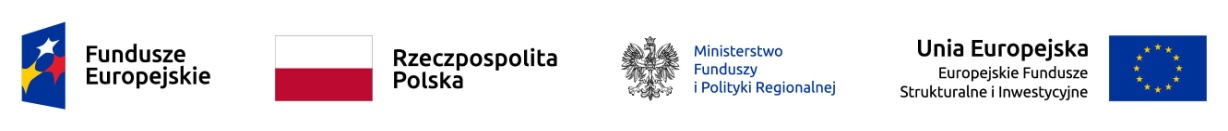 Fundusze
Europejskie
Rzeczpospolita
Polska
Ministerstwo
Funduszy
i Polityki Regionalnej
Unia Europejska
Europejskie Fundusze
Strukturalne i Inwestycyjne